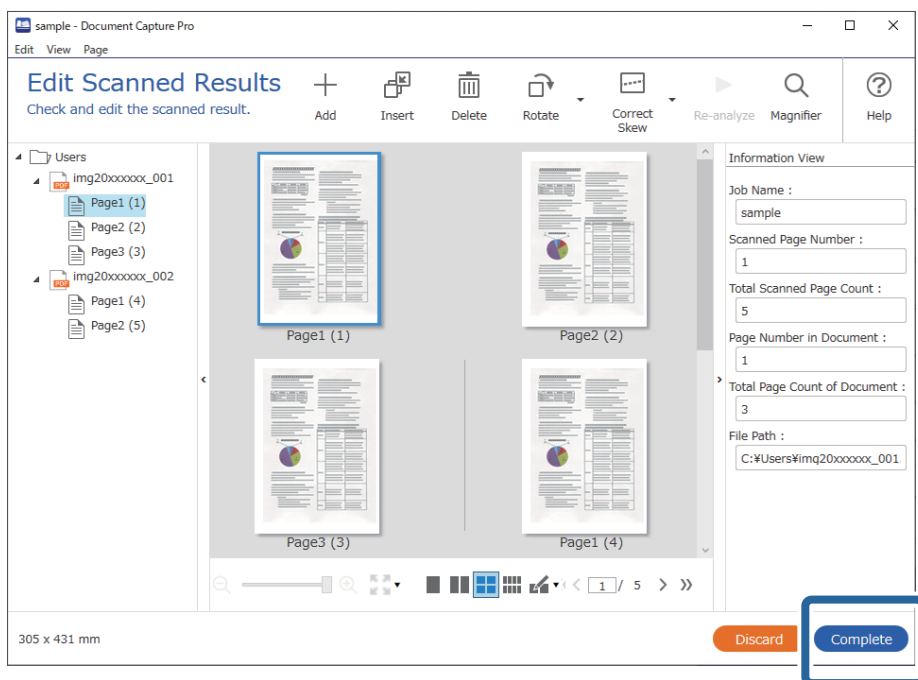 sample - Document Capture Pro
Edit View Page
Edit Scanned Results
Check and edit the scanned result.
Add
Insert
Delete
Rotate
Correct
Skew
Re-analyze
Magnifier
Help
Users
PDF
img20xxxxxx_001
Page1 (1)
Page2 (2)
Page3 (3)
PDF
img20xxxxxx_002
Page1 (4)
Page2 (5)
Page1 (1)
Page2 (2)
Page3 (3)
Page1 (4)
1 / 5
Information View
Job Name :
sample
Scanned Page Number :
1
Total Scanned Page Count :
5
Page Number in Document :
1
Total Page Count of Document :
3
File Path :
C:¥Users¥img20xxxxxx_001
305 x 431 mm
Discard
Complete